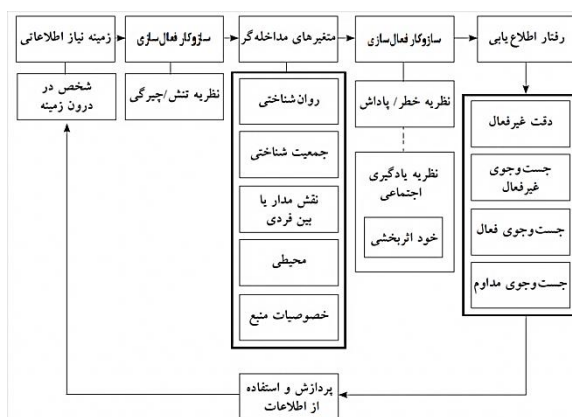 زمینه نیاز اطلاعاتی
سازوکار فعال‌سازی
متغیرهای مداخله‌گر
سازوکار فعال‌سازی
رفتار اطلاع‌یابی
شخص در
درون زمینه
نظریه تنش/چیرگی
روان‌شناختی
جمعیت شناختی
نقش مدار یا
بین فردی
محیطی
خصوصیات منبع
نظریه خطر/ پاداش
نظریه یادگیری
اجتماعی
خود اثربخشی
دقت غیرفعال
جست‌وجوی
غیرفعال
جست‌وجوی فعال
جست‌وجوی مداوم
پردازش و استفاده
از اطلاعات